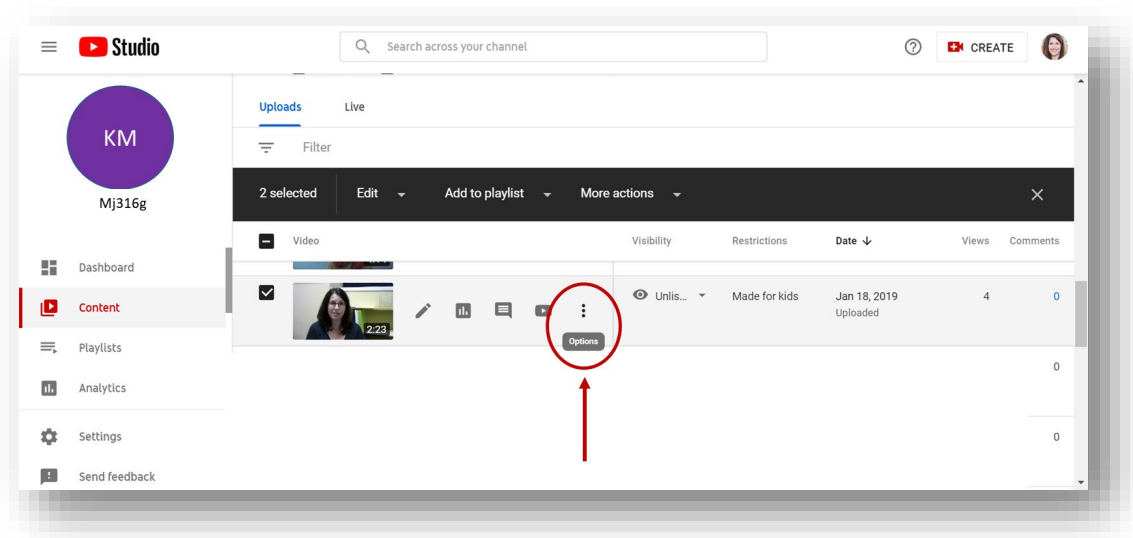 Studio
Search across your channel
CREATE
KM
Mj316g
Dashboard
Content
Playlists
Analytics
Settings
Send feedback
Uploads Live
Filter
2 selected Edit Add to playlist More actions
Video Visibility Restrictions Date Views Comments
2:23 Unlis... Made for kids Jan 18, 2019 4 0
Uploaded
Options
0
0